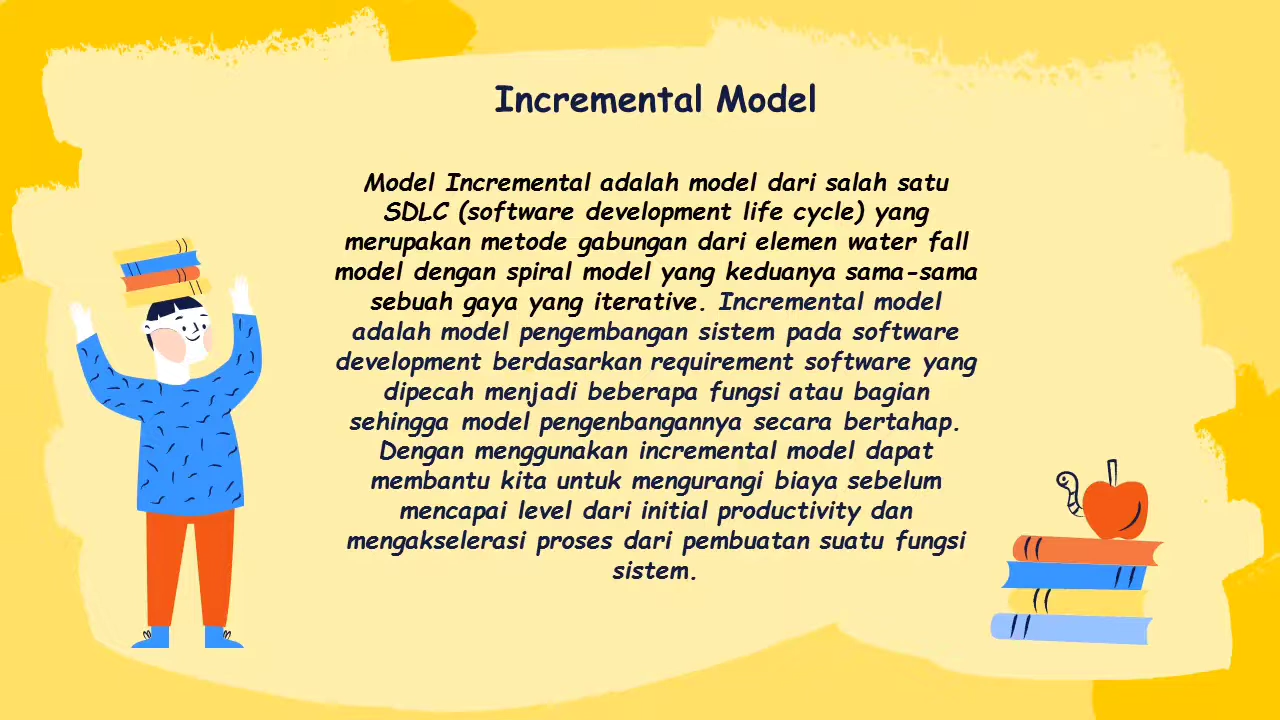 Incremental Model
Model Incremental adalah model dari salah satu
SDLC (software development life cycle) yang
merupakan metode gabungan dari elemen water fall
model dengan spiral model yang keduanya sama-sama
sebuah gaya yang iterative. Incremental model
adalah model pengembangan sistem pada software
development berdasarkan requirement software yang
dipecah menjadi beberapa fungsi atau bagian
sehingga model pengenbangannya secara bertahap.
Dengan menggunakan incremental model dapat
membantu kita untuk mengurangi biaya sebelum
mencapai level dari initial productivity dan
mengakselerasi proses dari pembuatan suatu fungsi
sistem.